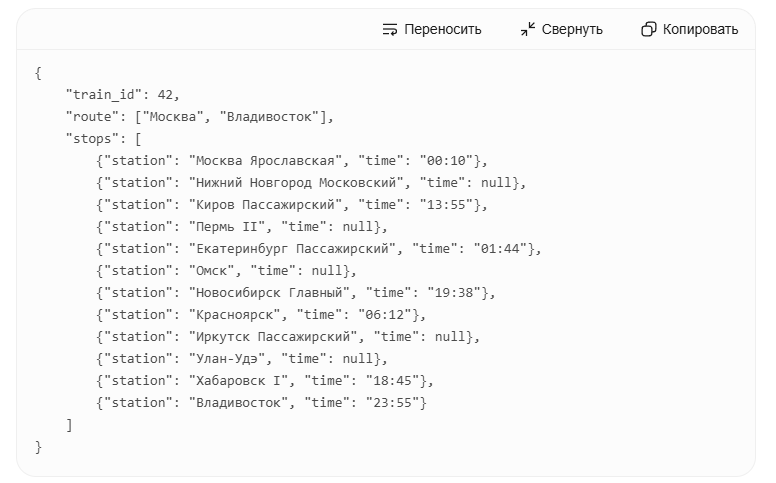 Переносить Свернуть Копировать
{
    "train_id": 42,
    "route": ["Москва", "Владивосток"],
    "stops": [
        {"station": "Москва Ярославская", "time": "00:10"},
        {"station": "Нижний Новгород Московский", "time": null},
        {"station": "Киров Пассажирский", "time": "13:55"},
        {"station": "Пермь II", "time": null},
        {"station": "Екатеринбург Пассажирский", "time": "01:44"},
        {"station": "Омск", "time": null},
        {"station": "Новосибирск Главный", "time": "19:38"},
        {"station": "Красноярск", "time": "06:12"},
        {"station": "Иркутск Пассажирский", "time": null},
        {"station": "Улан-Удэ", "time": null},
        {"station": "Хабаровск I", "time": "18:45"},
        {"station": "Владивосток", "time": "23:55"}
    ]
}